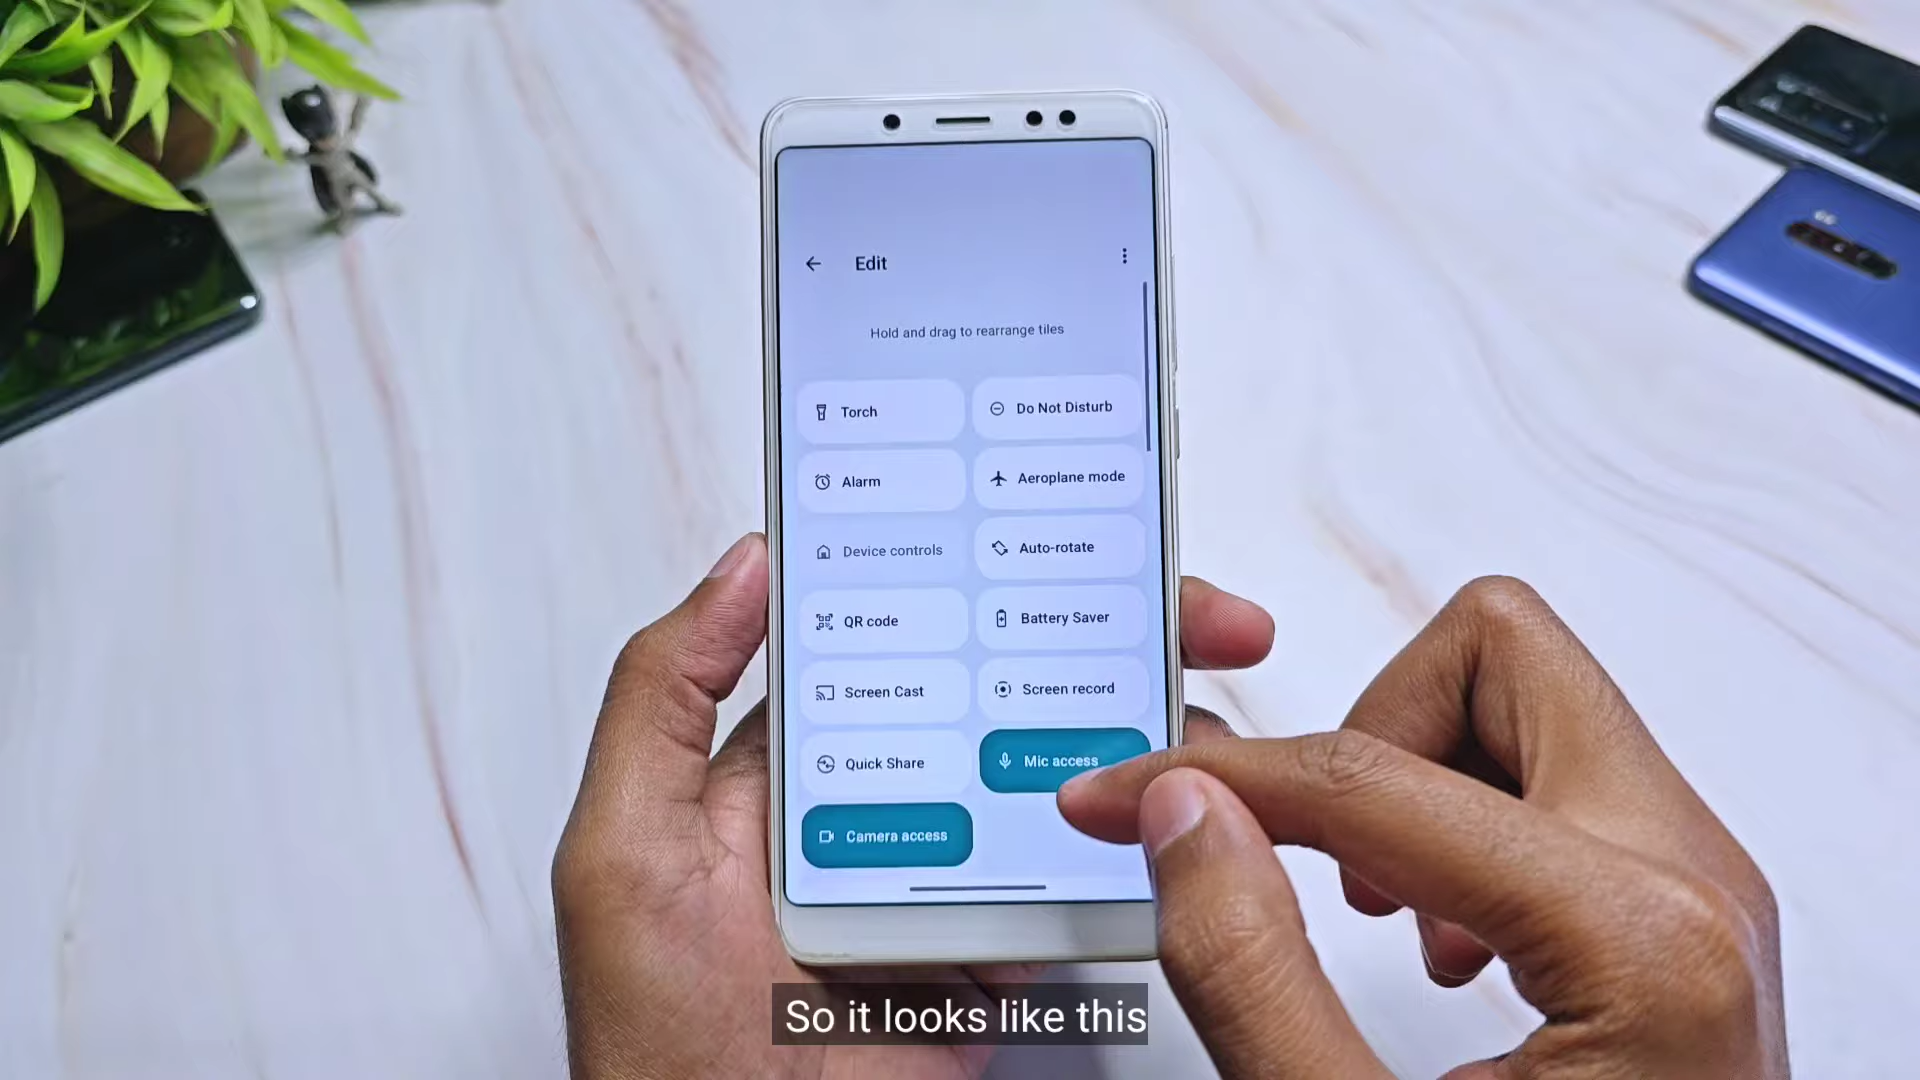 Edit
Hold and drag to rearrange tiles
Torch
Do Not Disturb
Alarm
Aeroplane mode
Device controls
Auto-rotate
QR code
Battery Saver
Screen Cast
Screen record
Quick Share
Mic access
Camera access
So it looks like this